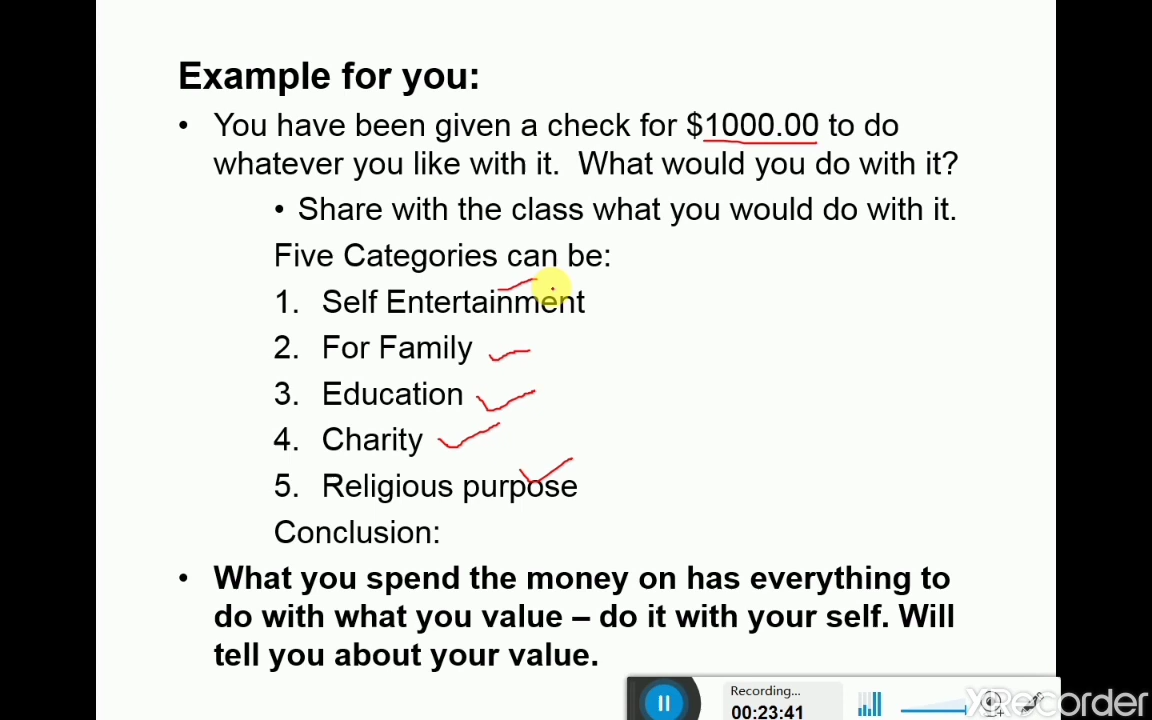 Example for you:
• You have been given a check for $1000.00 to do
whatever you like with it. What would you do with it?
• Share with the class what you would do with it.
Five Categories can be:
1. Self Entertainment
2. For Family
3. Education
4. Charity
5. Religious purpose
Conclusion:
• What you spend the money on has everything to
do with what you value – do it with your self. Will
tell you about your value.
Recording...
00:23:41
XRecorder